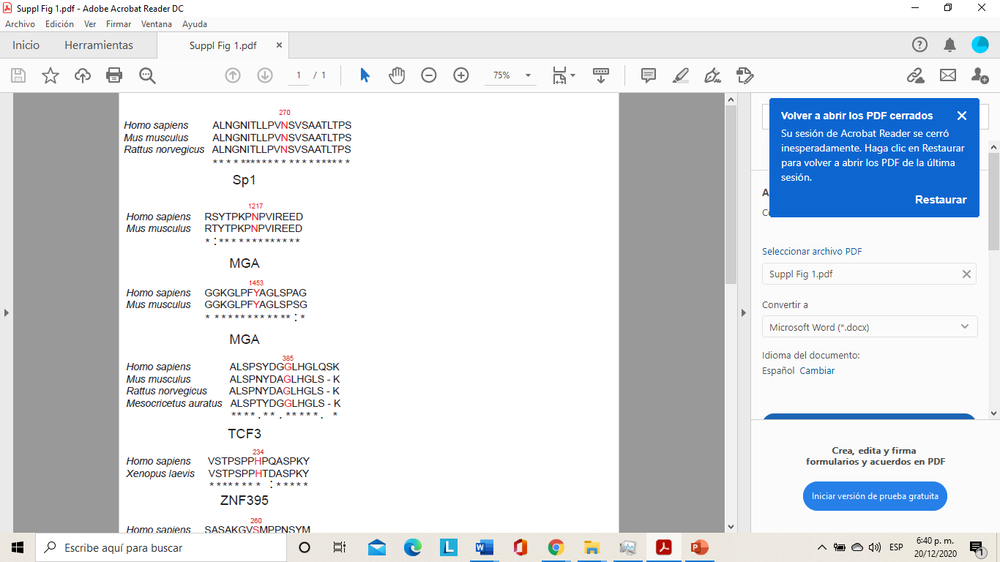 Suppl Fig 1.pdf - Adobe Acrobat Reader DC
Archivo Edición Ver Firmar Ventana Ayuda
Inicio Herramientas Suppl Fig 1.pdf ×
1 / 1 75%
270
Homo sapiens ALNGNITLLPVNSVSAATLTPS
Mus musculus ALNGNITLLPVNSVSAATLTPS
Rattus norvegicus ALNGNITLLPVNSVSAATLTPS
**********************
Sp1
1217
Homo sapiens RSYTPKPNPVIREED
Mus musculus RTYTPKPNPVIREED
* : *************
MGA
1453
Homo sapiens GGKGLPFYAGLSPAG
Mus musculus GGKGLPFYAGLSPSG
* ************ : *
MGA
385
Homo sapiens ALSPSYDGGLHGLQSK
Mus musculus ALSPNYDAGLHGLS - K
Rattus norvegicus ALSPNYDAGLHGLS - K
Mesocricetus auratus ALSPTYDGGLHGLS - K
**** . ** . ***** . *
TCF3
234
Homo sapiens VSTPSPPHPQASPKY
Xenopus laevis VSTPSPPHTDASPKY
******** : *****
ZNF395
260
Homo sapiens SASAKGVSMPPNSYM
Volver a abrir los PDF cerrados
Su sesión de Acrobat Reader se cerró
inesperadamente. Haga clic en Restaurar
para volver a abrir los PDF de la última
sesión.
Restaurar
Seleccionar archivo PDF
Suppl Fig 1.pdf
Convertir a
Microsoft Word (*.docx)
Idioma del documento:
Español Cambiar
Crea, edita y firma
formularios y acuerdos en PDF
Iniciar versión de prueba gratuita
Escribe aquí para buscar
ESP
6:40 p. m.
20/12/2020
1